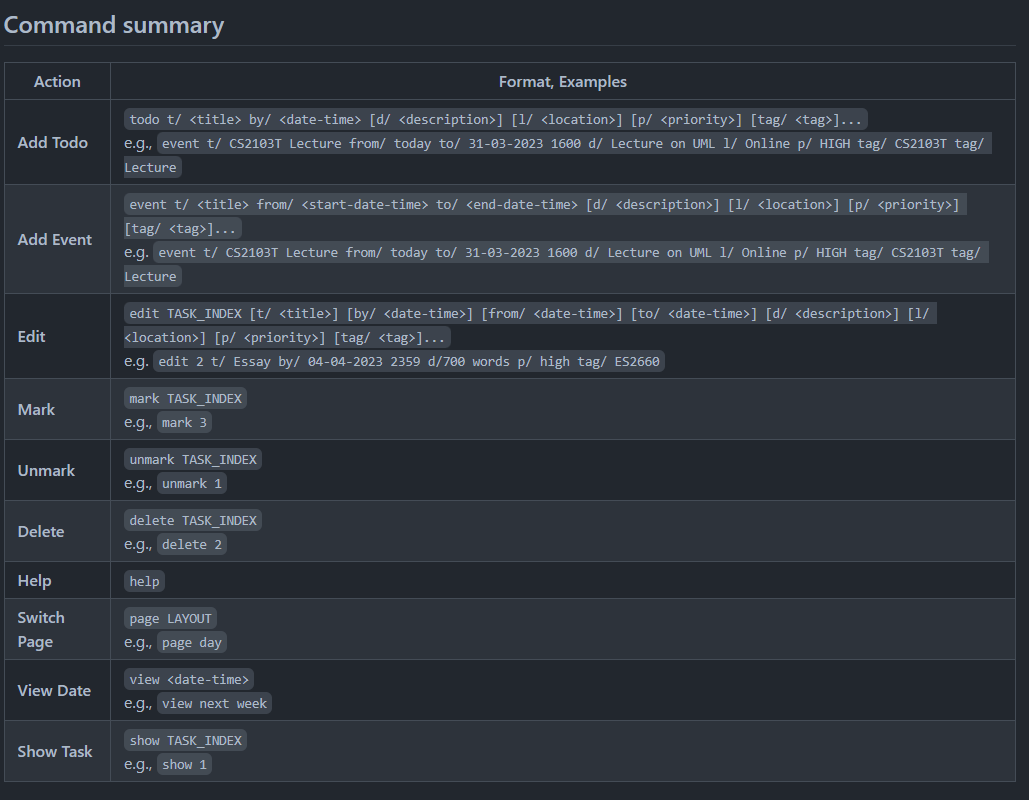 Command summary
Action Format, Examples
Add Todo
todo t/ <title> by/ <date-time> [d/ <description>] [l/ <location>] [p/ <priority>] [tag/ <tag>]...
e.g., event t/ CS2103T Lecture from/ today to/ 31-03-2023 1600 d/ Lecture on UML l/ Online p/ HIGH tag/ CS2103T tag/
Lecture
Add Event
event t/ <title> from/ <start-date-time> to/ <end-date-time> [d/ <description>] [l/ <location>] [p/ <priority>]
[tag/ <tag>]...
e.g. event t/ CS2103T Lecture from/ today to/ 31-03-2023 1600 d/ Lecture on UML l/ Online p/ HIGH tag/ CS2103T tag/
Lecture
Edit
edit TASK_INDEX [t/ <title>] [by/ <date-time>] [from/ <date-time>] [to/ <date-time>] [d/ <description>] [l/
<location>] [p/ <priority>] [tag/ <tag>]...
e.g. edit 2 t/ Essay by/ 04-04-2023 2359 d/700 words p/ high tag/ ES2660
Mark
mark TASK_INDEX
e.g., mark 3
Unmark
unmark TASK_INDEX
e.g., unmark 1
Delete
delete TASK_INDEX
e.g., delete 2
Help
help
Switch
Page
page LAYOUT
e.g., page day
View Date
view <date-time>
e.g., view next week
Show Task
show TASK_INDEX
e.g., show 1